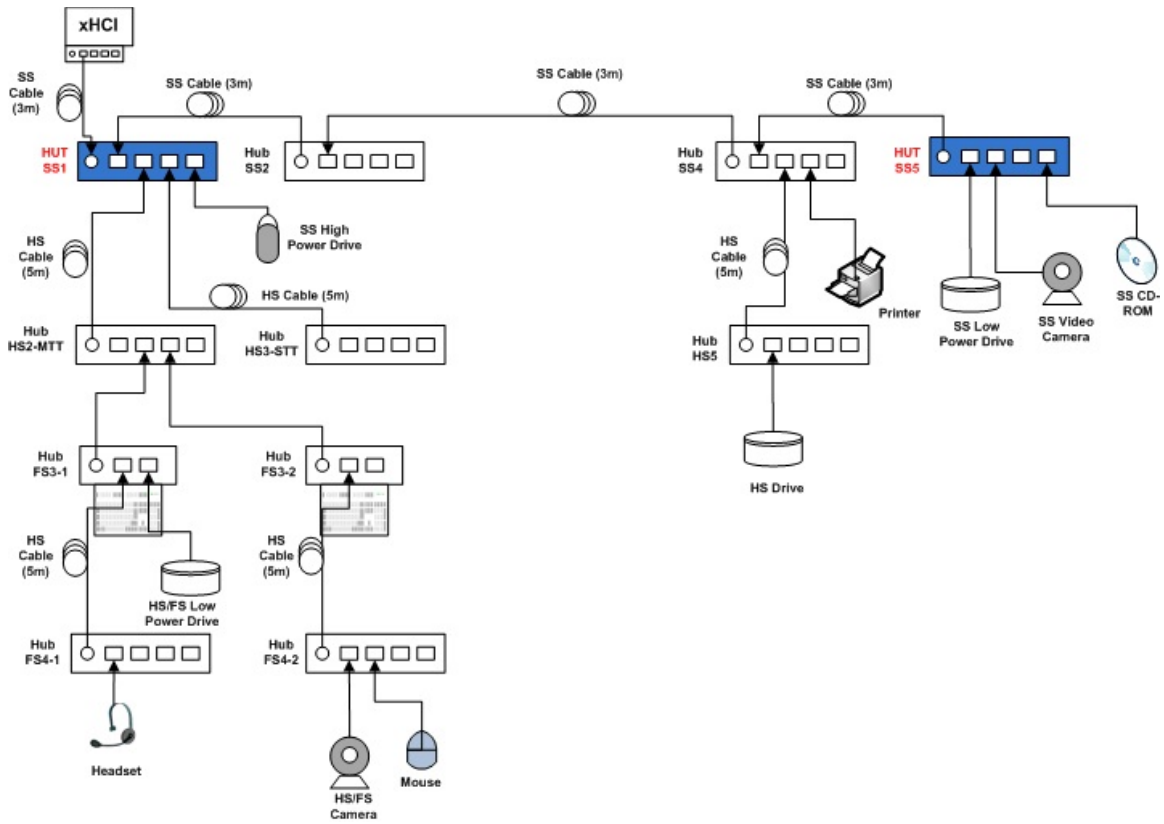 xHCI
SS
Cable
(3m)
SS Cable (3m)
SS Cable (3m)
SS Cable (3m)
HUT
SS1
Hub
SS2
Hub
SS4
HUT
SS5
HS
Cable
(5m)
SS High
Power Drive
HS Cable (5m)
HS
Cable
(5m)
Printer
SS Low
Power Drive
SS Video
Camera
SS CD-
ROM
Hub
HS2-MTT
Hub
HS3-STT
Hub
HS5
Hub
FS3-1
Hub
FS3-2
HS Drive
HS
Cable
(5m)
HS/FS Low
Power Drive
HS
Cable
(5m)
Hub
FS4-1
Hub
FS4-2
Headset
HS/FS
Camera
Mouse